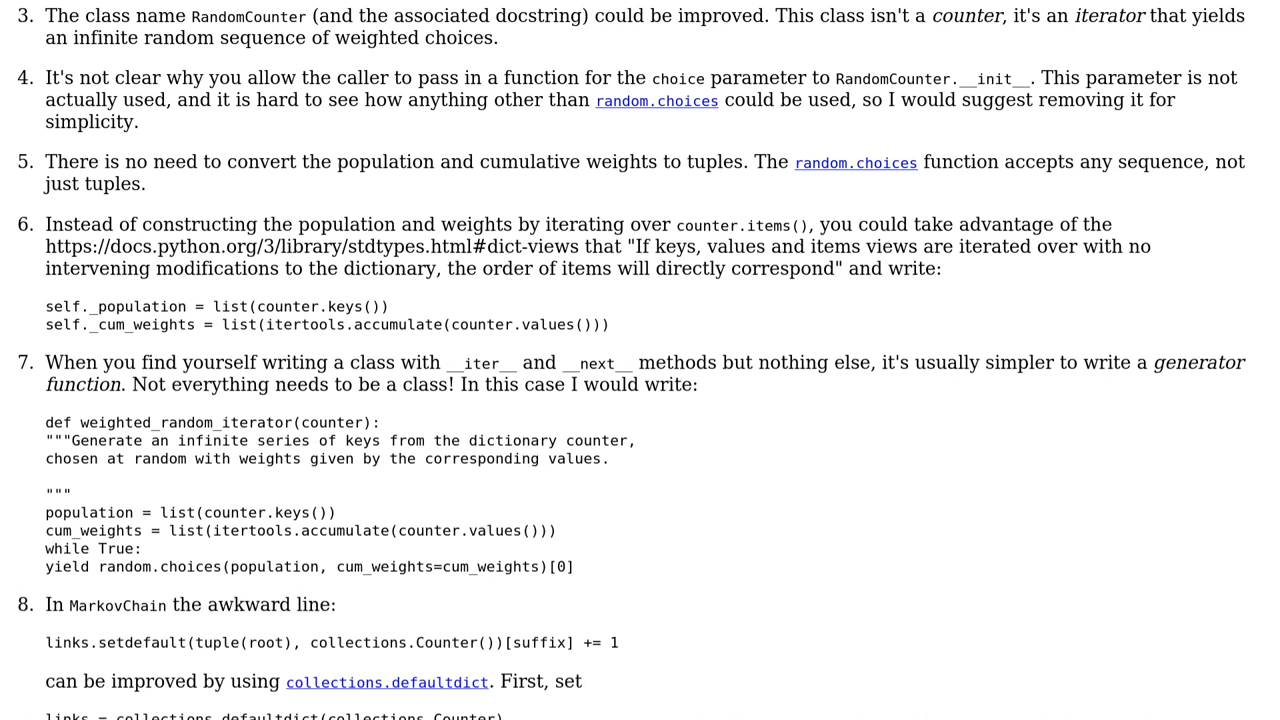 3. The class name RandomCounter (and the associated docstring) could be improved. This class isn't a counter, it's an iterator that yields
an infinite random sequence of weighted choices.
4. It's not clear why you allow the caller to pass in a function for the choice parameter to RandomCounter.__init__. This parameter is not
actually used, and it is hard to see how anything other than random.choices could be used, so I would suggest removing it for
simplicity.
5. There is no need to convert the population and cumulative weights to tuples. The random.choices function accepts any sequence, not
just tuples.
6. Instead of constructing the population and weights by iterating over counter.items(), you could take advantage of the
https://docs.python.org/3/library/stdtypes.html#dict-views that "If keys, values and items views are iterated over with no
intervening modifications to the dictionary, the order of items will directly correspond" and write:
self._population = list(counter.keys())
self._cum_weights = list(itertools.accumulate(counter.values()))
7. When you find yourself writing a class with __iter__ and __next__ methods but nothing else, it's usually simpler to write a generator
function. Not everything needs to be a class! In this case I would write:
def weighted_random_iterator(counter):
"""Generate an infinite series of keys from the dictionary counter,
chosen at random with weights given by the corresponding values.
"""
population = list(counter.keys())
cum_weights = list(itertools.accumulate(counter.values()))
while True:
yield random.choices(population, cum_weights=cum_weights)[0]
8. In MarkovChain the awkward line:
links.setdefault(tuple(root), collections.Counter())[suffix] += 1
can be improved by using collections.defaultdict. First, set
links = collections.defaultdict(collections.Counter)